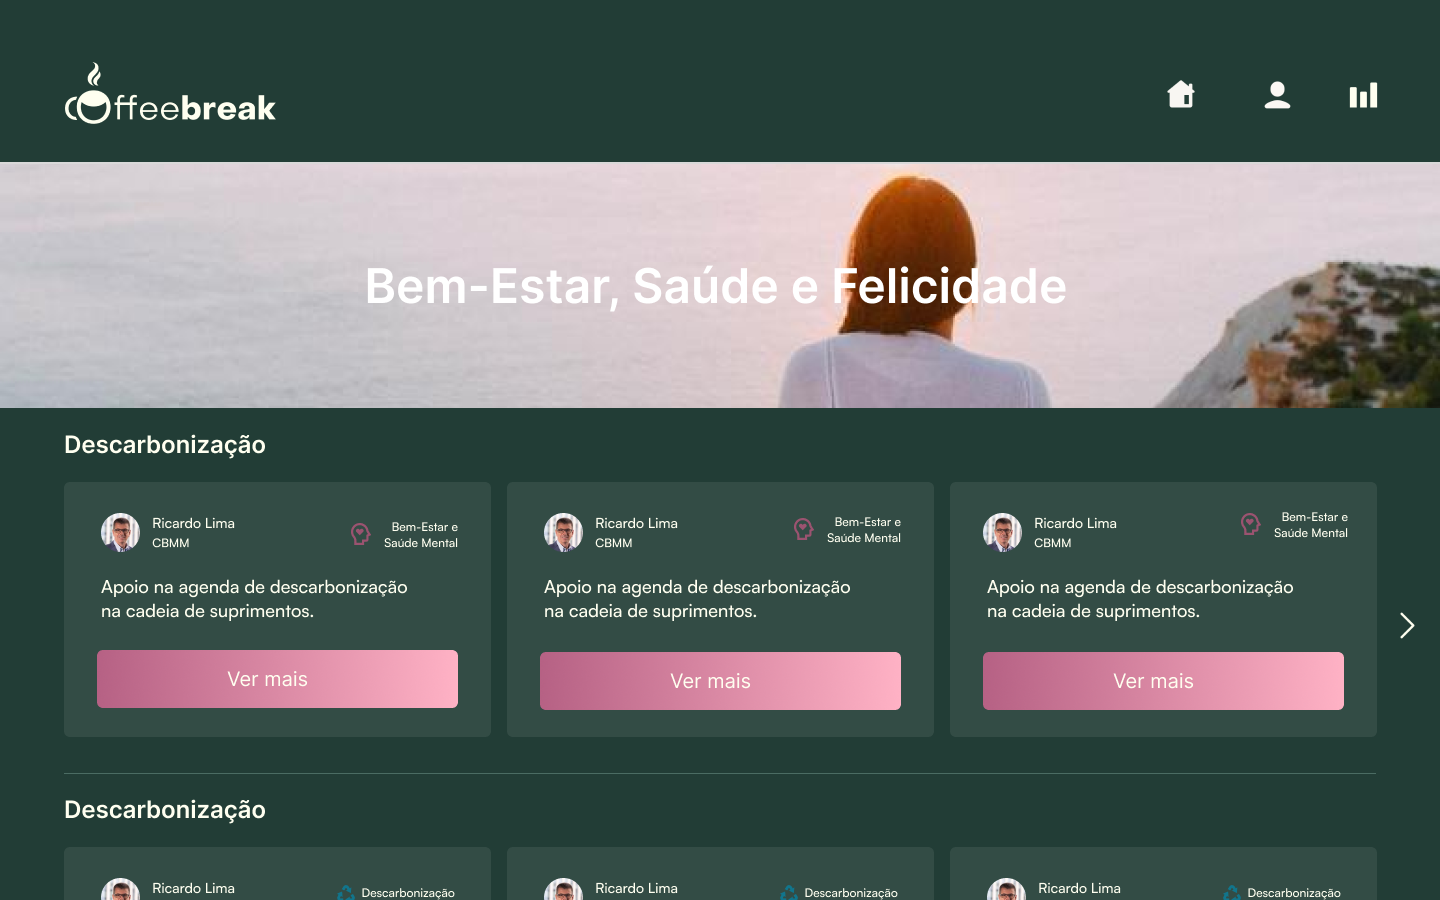 offeebreak
Bem-Estar, Saúde e Felicidade
Descarbonização
Ricardo Lima
CBMM
Bem-Estar e
Saúde Mental
Apoio na agenda de descarbonização
na cadeia de suprimentos.
Ver mais
Ricardo Lima
CBMM
Bem-Estar e
Saúde Mental
Apoio na agenda de descarbonização
na cadeia de suprimentos.
Ver mais
Ricardo Lima
CBMM
Bem-Estar e
Saúde Mental
Apoio na agenda de descarbonização
na cadeia de suprimentos.
Ver mais
Descarbonização
Ricardo Lima
Descarbonização
Ricardo Lima
Descarbonização
Ricardo Lima
Descarbonização